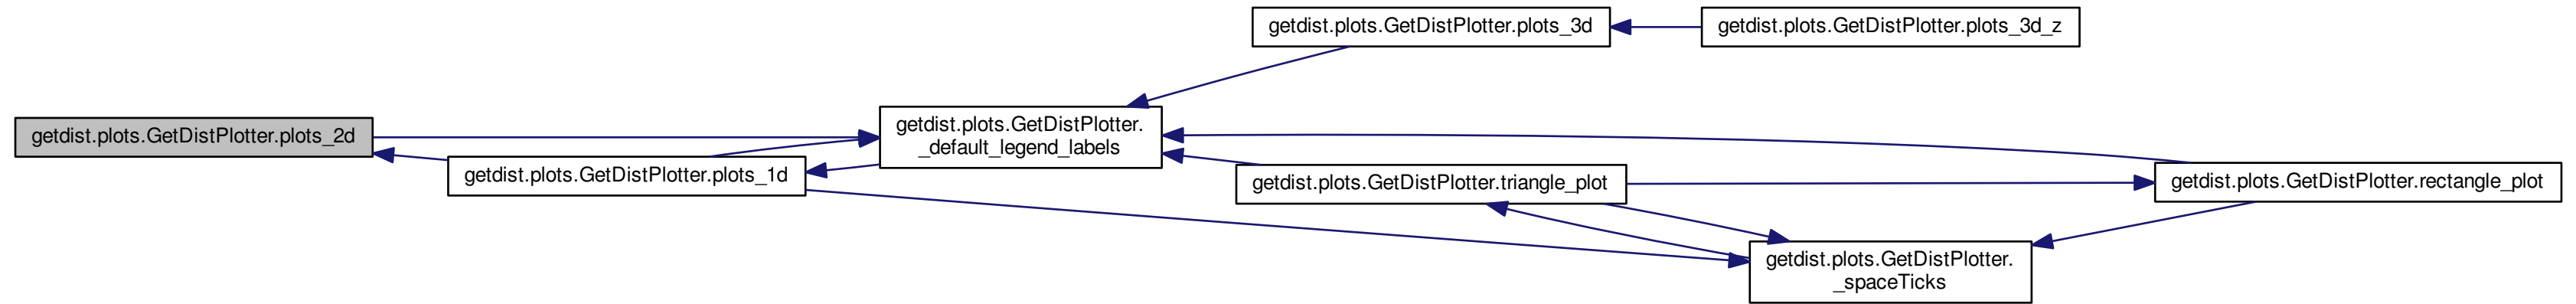 getdist.plots.GetDistPlotter.plots_3d
getdist.plots.GetDistPlotter.plots_3d_z
getdist.plots.GetDistPlotter.plots_2d
getdist.plots.GetDistPlotter.
_default_legend_labels
getdist.plots.GetDistPlotter.plots_1d
getdist.plots.GetDistPlotter.triangle_plot
getdist.plots.GetDistPlotter.rectangle_plot
getdist.plots.GetDistPlotter.
_spaceTicks